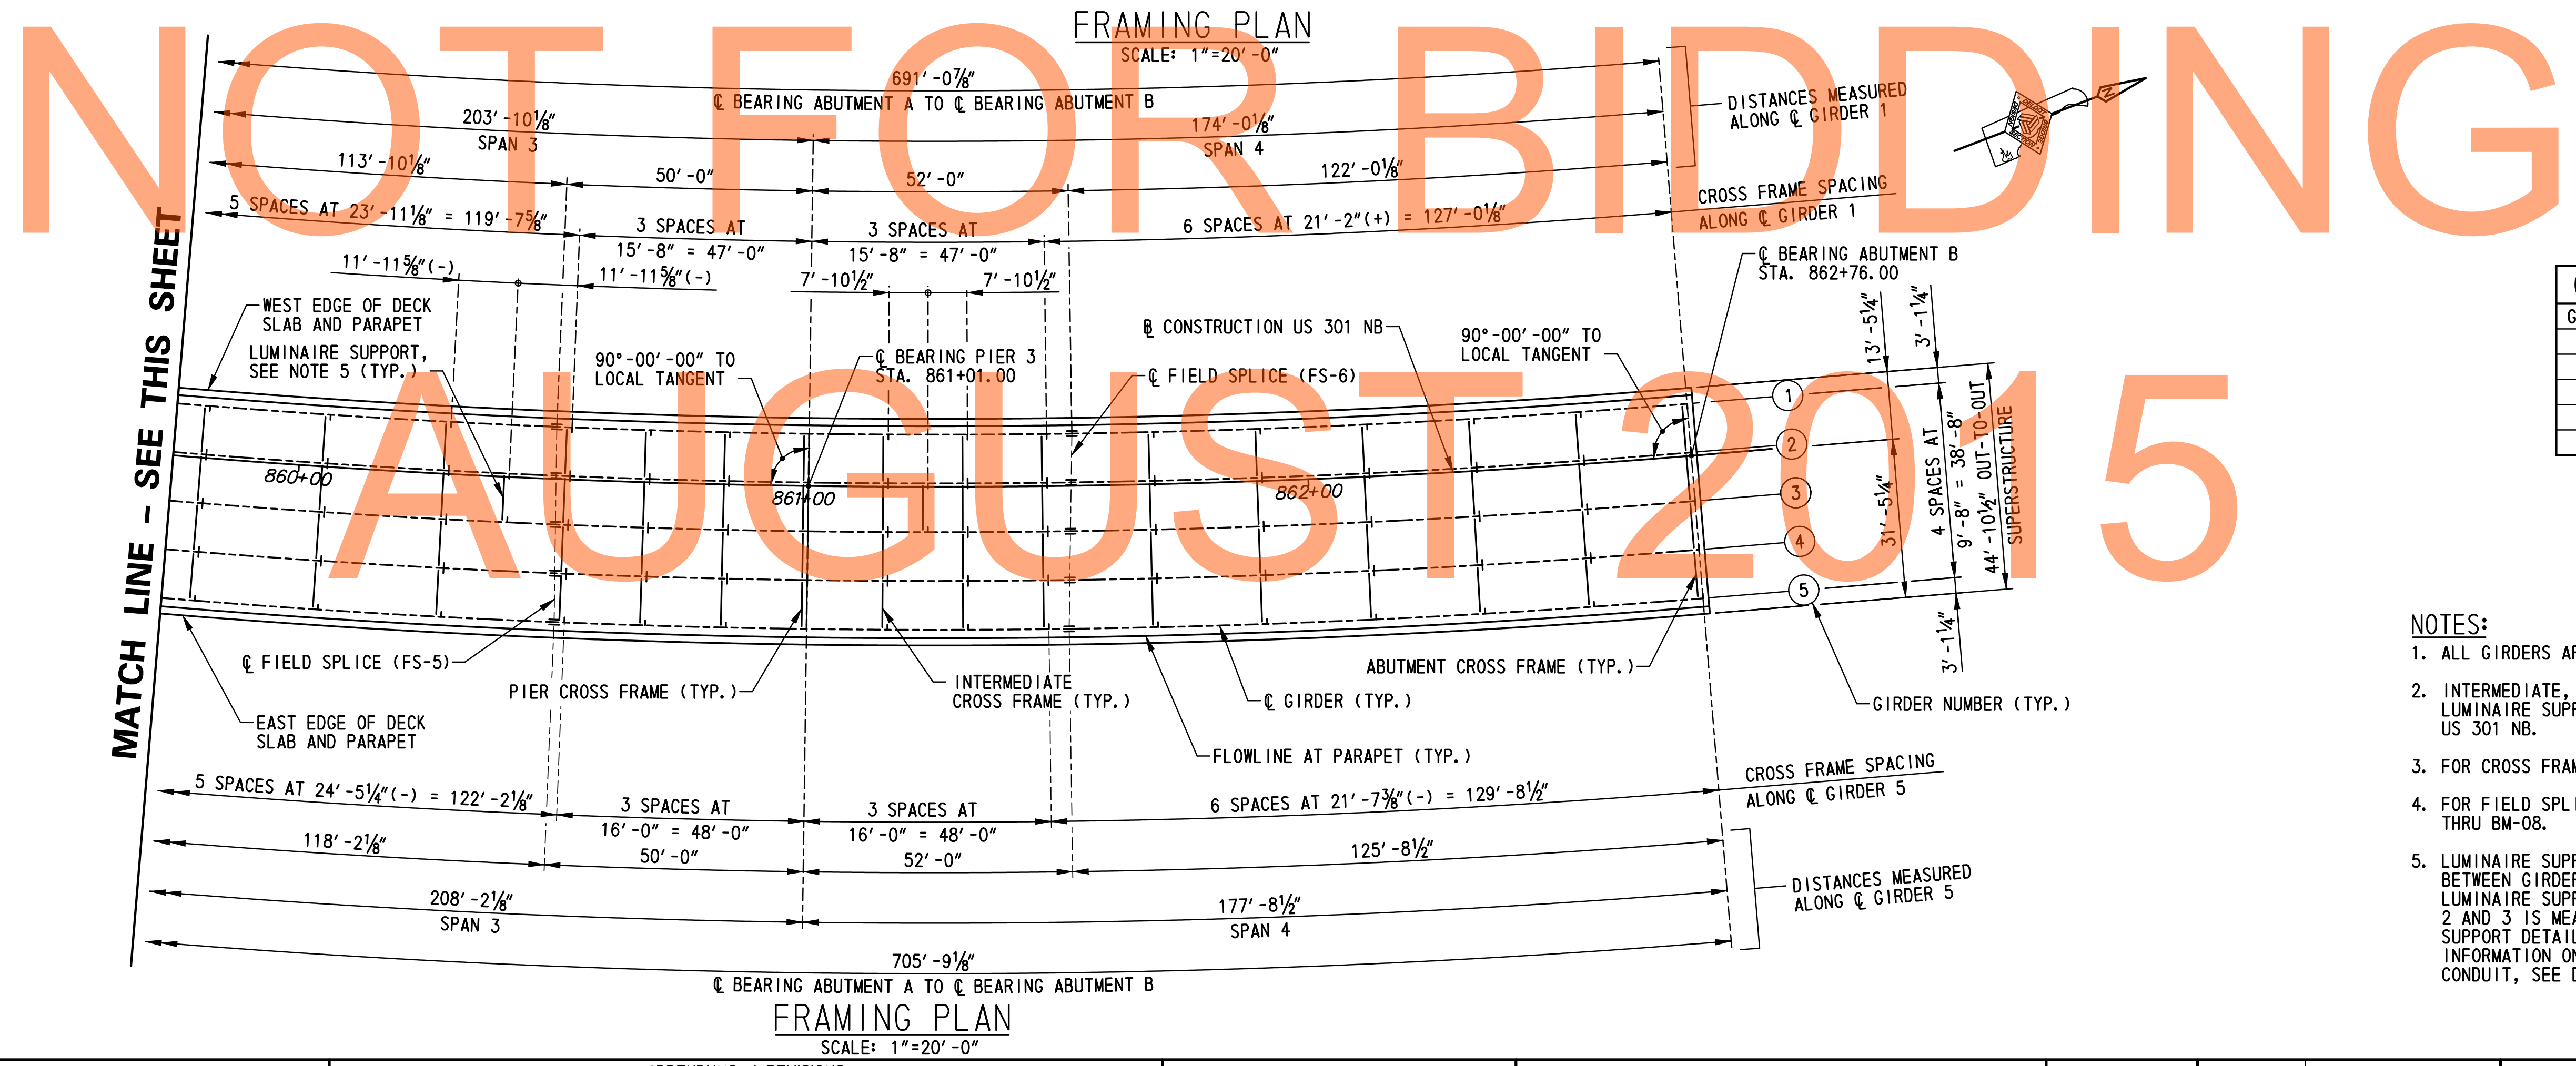 NOT FOR BIDDING
AUGUST 2015
FRAMING PLAN
SCALE: 1"=20'-0"
691'-0⅞"
℄ BEARING ABUTMENT A TO ℄ BEARING ABUTMENT B
203'-10⅛"
SPAN 3
174'-0⅛"
SPAN 4
DISTANCES MEASURED
ALONG ℄ GIRDER 1
113'-10⅛"
50'-0"
52'-0"
122'-0⅛"
5 SPACES AT 23'-11⅛" = 119'-7⅝"
3 SPACES AT
15'-8" = 47'-0"
3 SPACES AT
15'-8" = 47'-0"
6 SPACES AT 21'-2"(+) = 127'-0⅛"
CROSS FRAME SPACING
ALONG ℄ GIRDER 1
11'-11⅝"(-)
11'-11⅝"(-)
7'-10½"
7'-10½"
℄ BEARING ABUTMENT B
STA. 862+76.00
WEST EDGE OF DECK
SLAB AND PARAPET
LUMINAIRE SUPPORT,
SEE NOTE 5 (TYP.)
90°-00'-00" TO
LOCAL TANGENT
℄ BEARING PIER 3
STA. 861+01.00
℄ FIELD SPLICE (FS-6)
CONSTRUCTION US 301 NB
90°-00'-00" TO
LOCAL TANGENT
13'-5¼"
3'-1¼"
860+00
861+00
862+00
1
2
3
4
5
31'-5¼"
4 SPACES AT
9'-8" = 38'-8"
44'-10½" OUT-TO-OUT
SUPERSTRUCTURE
3'-1¼"
MATCH LINE - SEE THIS SHEET
N
℄ FIELD SPLICE (FS-5)
PIER CROSS FRAME (TYP.)
INTERMEDIATE
CROSS FRAME (TYP.)
℄ GIRDER (TYP.)
ABUTMENT CROSS FRAME (TYP.)
GIRDER NUMBER (TYP.)
EAST EDGE OF DECK
SLAB AND PARAPET
FLOWLINE AT PARAPET (TYP.)
5 SPACES AT 24'-5¼"(-) = 122'-2⅛"
3 SPACES AT
16'-0" = 48'-0"
3 SPACES AT
16'-0" = 48'-0"
6 SPACES AT 21'-7⅜"(-) = 129'-8½"
CROSS FRAME SPACING
ALONG ℄ GIRDER 5
118'-2⅛"
50'-0"
52'-0"
125'-8½"
208'-2⅛"
SPAN 3
177'-8½"
SPAN 4
DISTANCES MEASURED
ALONG ℄ GIRDER 5
705'-9⅛"
℄ BEARING ABUTMENT A TO ℄ BEARING ABUTMENT B
FRAMING PLAN
SCALE: 1"=20'-0"
NOTES:
1. ALL GIRDERS
2. INTERMEDIATE,
LUMINAIRE
US 301 NB.
3. FOR CROSS
4. FOR FIELD
THRU BM-08.
5. LUMINAIRE
BETWEEN
LUMINAIRE
2 AND 3 IS
SUPPORT
INFORMATION
CONDUIT, SEE